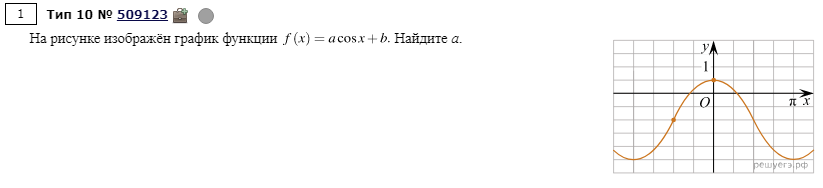 1 Тип 10 № 509123
На рисунке изображён график функции f (x) = a cos x + b. Найдите a.
y
1
O π x
решуегэ.рф